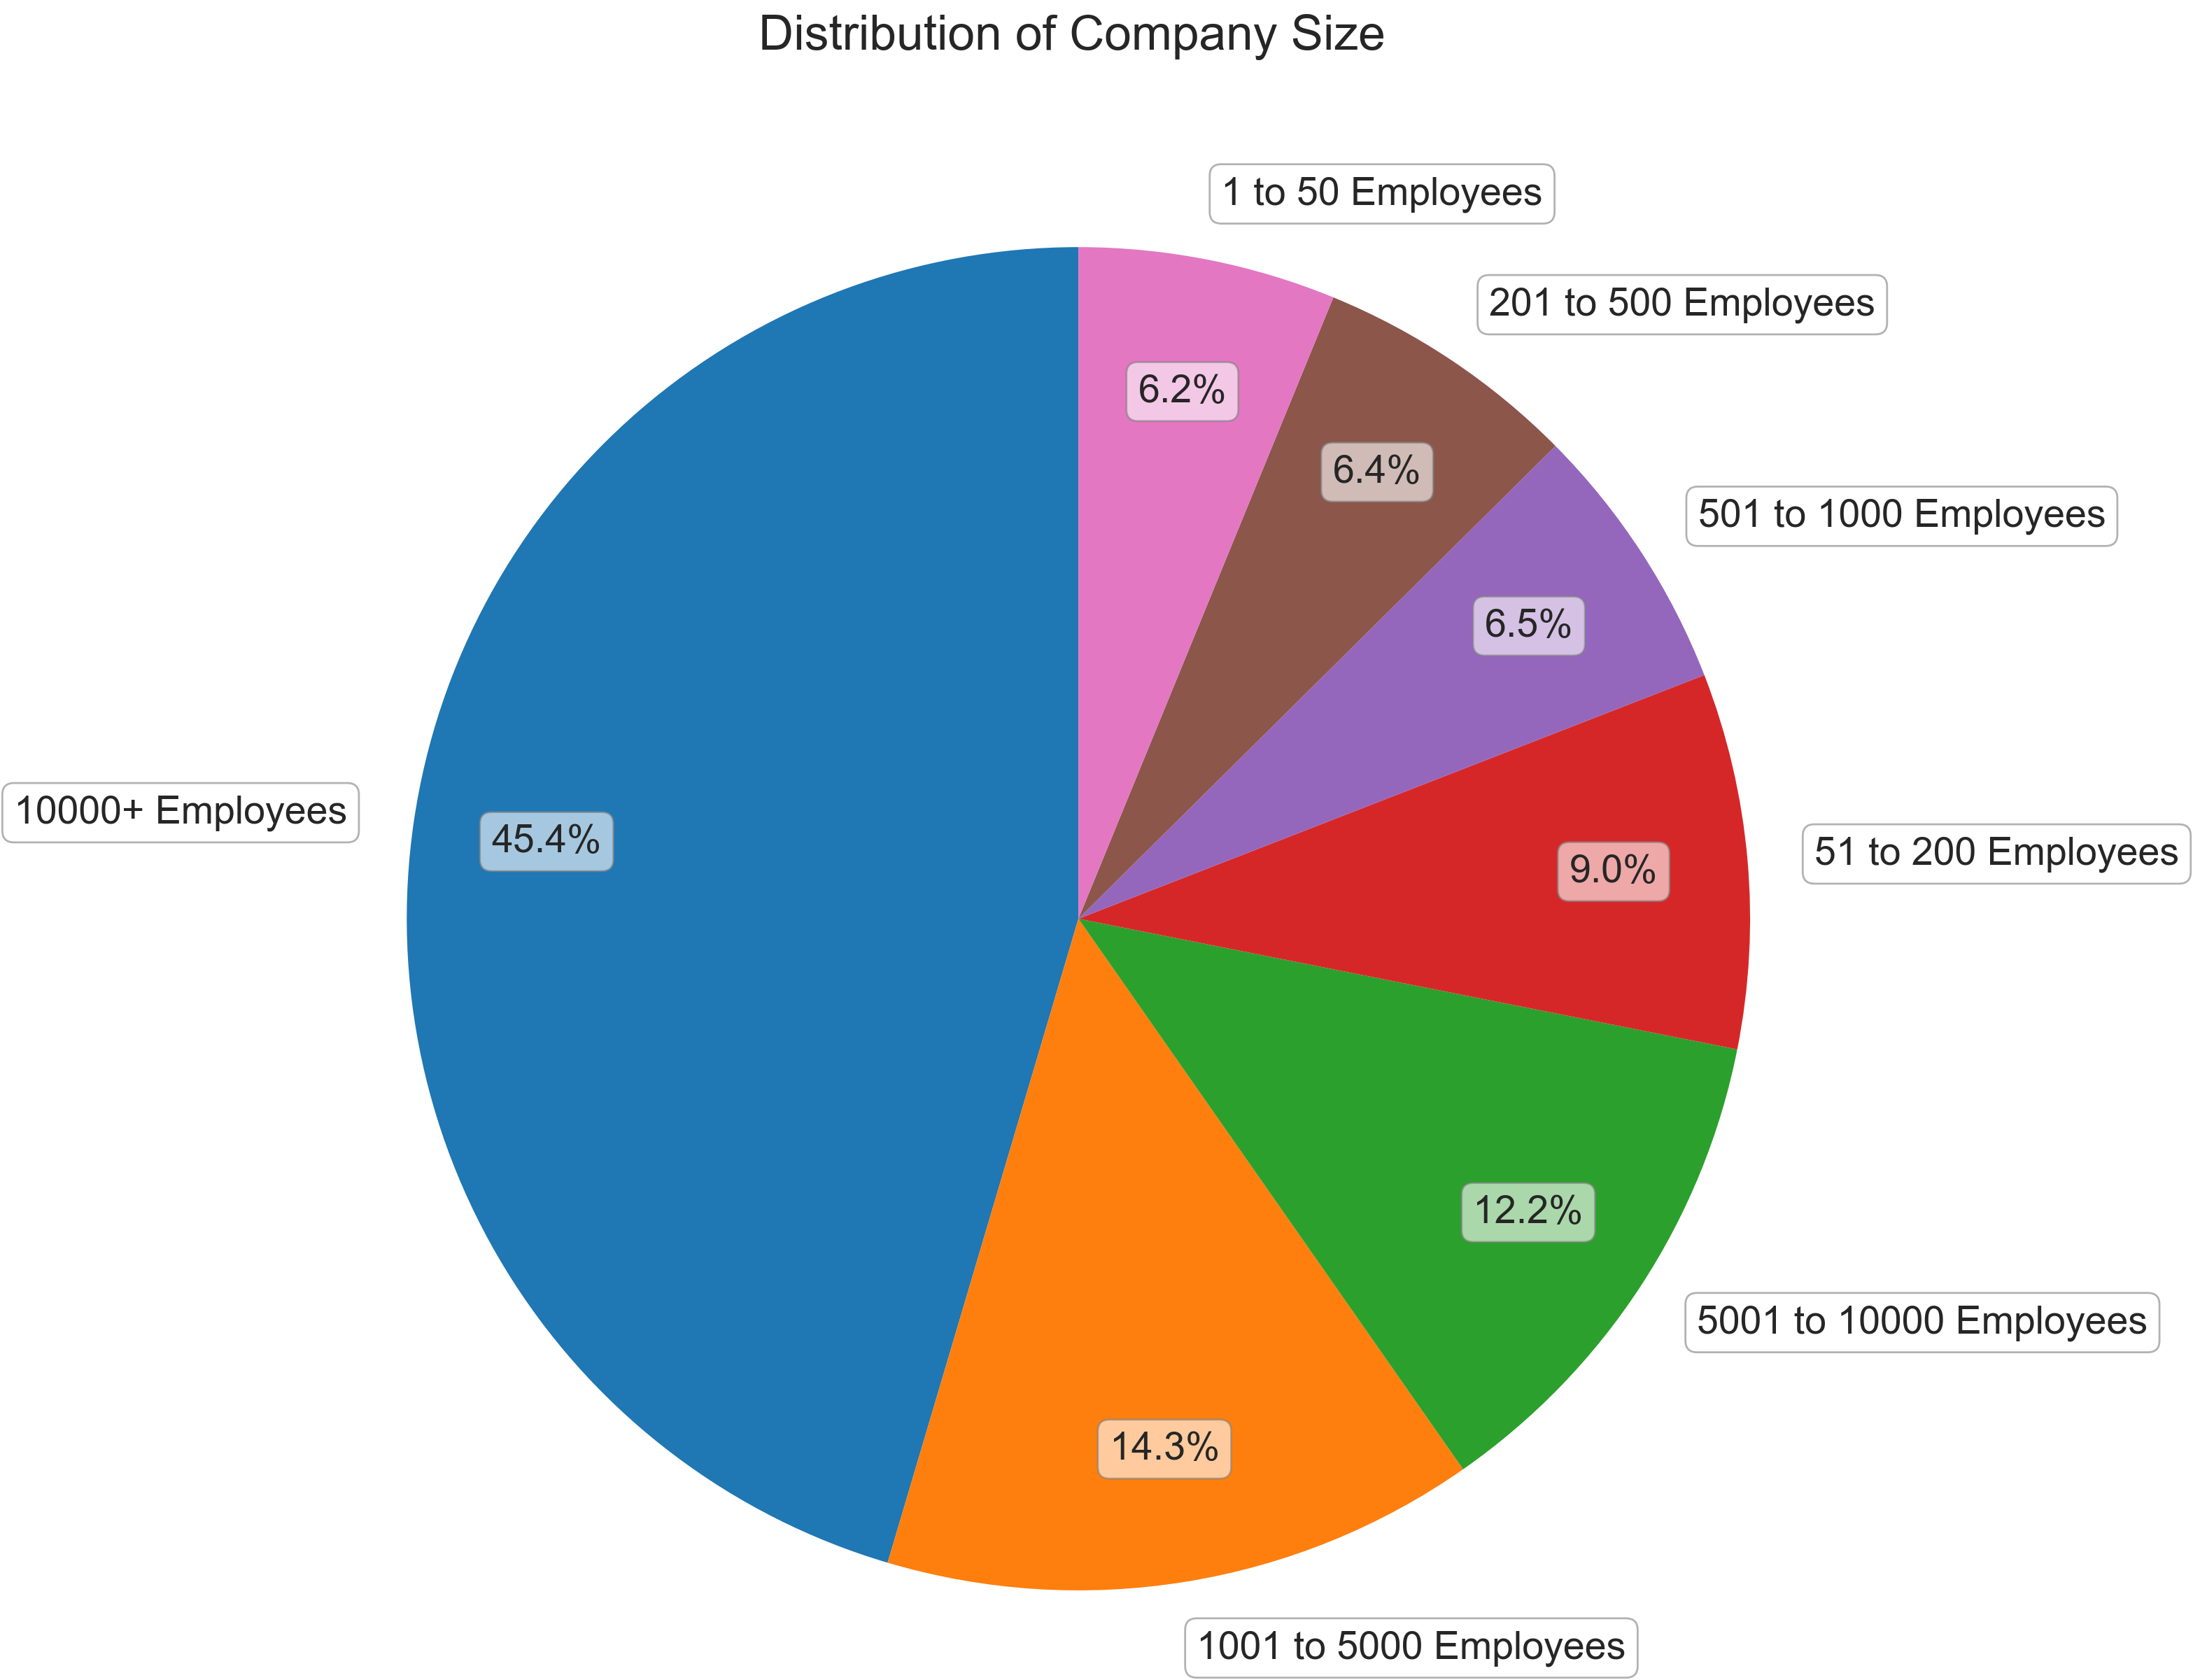 Distribution of Company Size
1 to 50 Employees
201 to 500 Employees
6.2%
6.4%
501 to 1000 Employees
6.5%
10000+ Employees
45.4%
51 to 200 Employees
9.0%
12.2%
5001 to 10000 Employees
14.3%
1001 to 5000 Employees